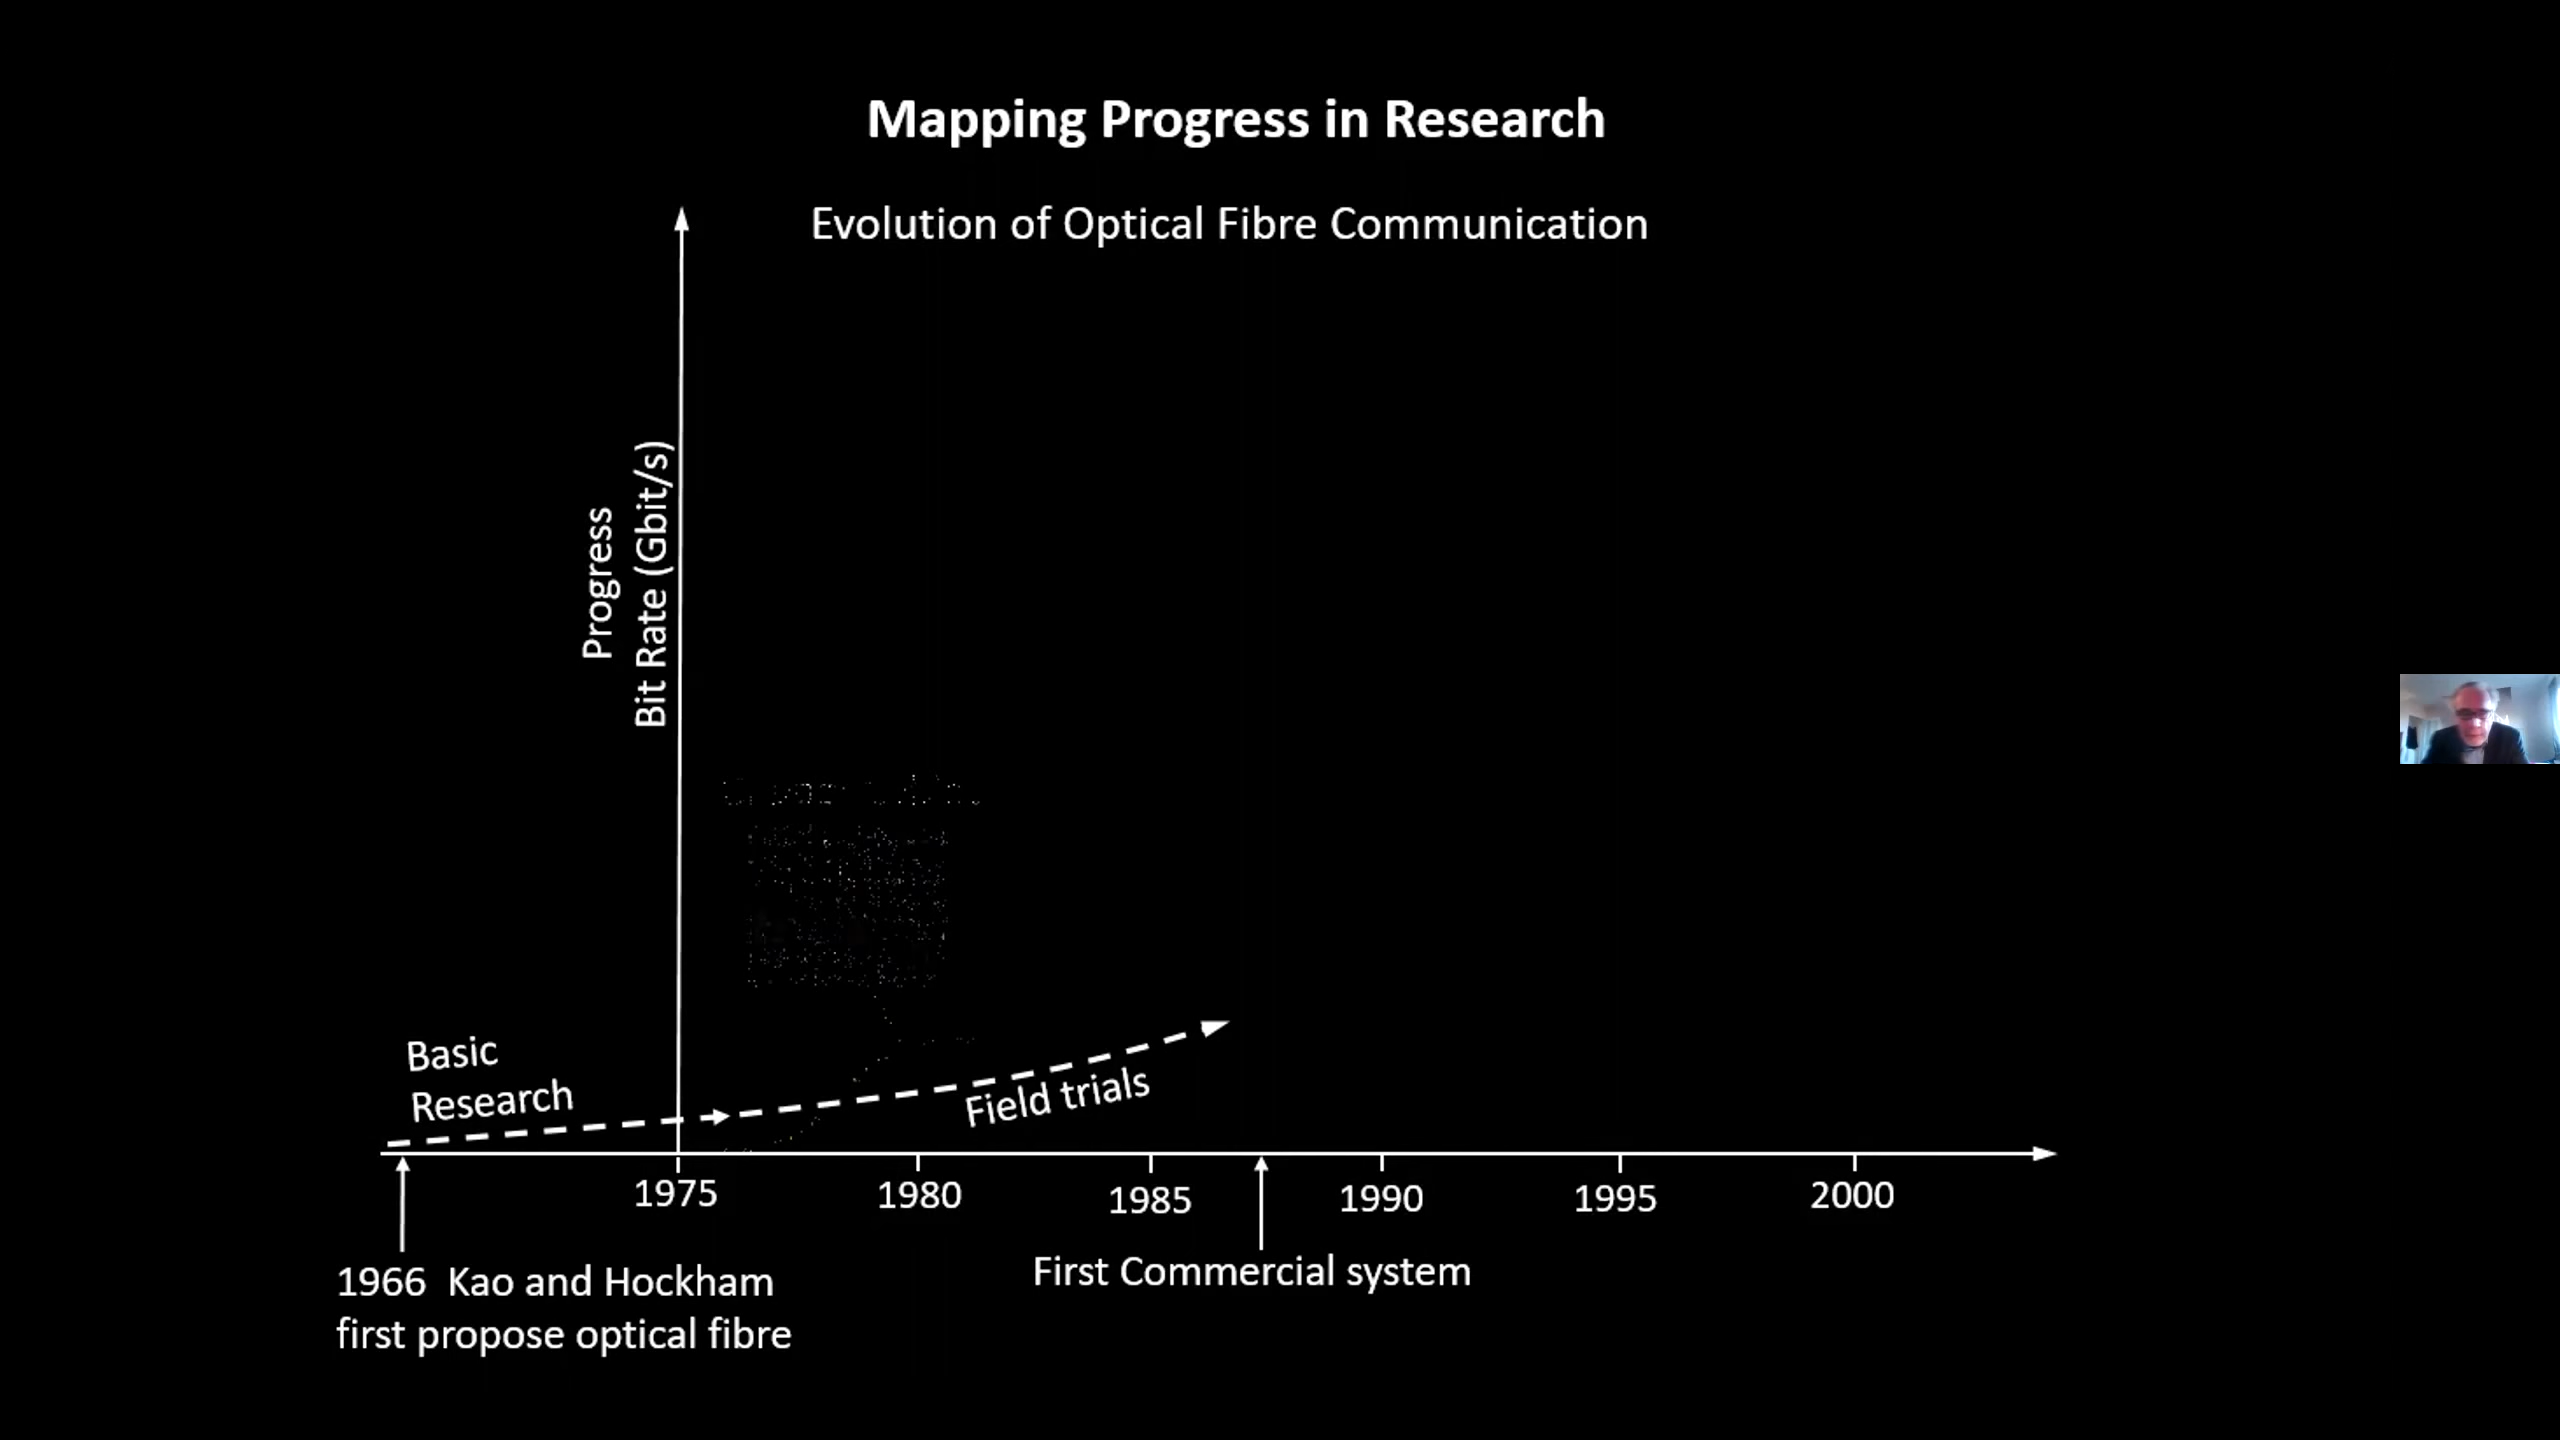 Mapping Progress in Research
Evolution of Optical Fibre Communication
Progress
Bit Rate (Gbit/s)
Basic
Research
Field trials
1975
1980
1985
1990
1995
2000
1966 Kao and Hockham
first propose optical fibre
First Commercial system